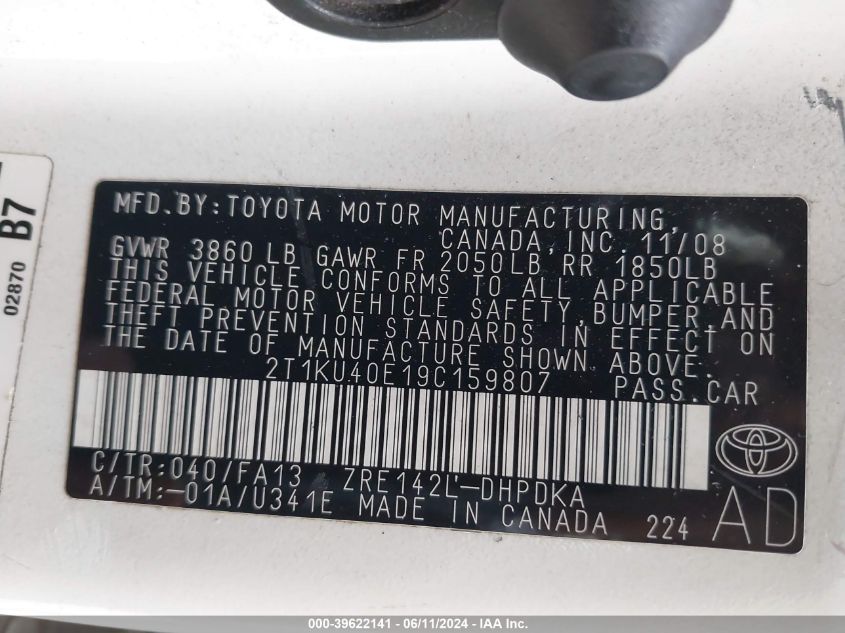 B7
02870
MFD.BY:TOYOTA MOTOR MANUFACTURING,
CANADA,INC. 11/08
GVWR 3860 LB GAWR FR 2050LB RR 1850LB
THIS VEHICLE CONFORMS TO ALL APPLICABLE
FEDERAL MOTOR VEHICLE SAFETY,BUMPER,AND
THEFT PREVENTION STANDARDS IN EFFECT ON
THE DATE OF MANUFACTURE SHOWN ABOVE.
2T1KU40E19C159807 PASS.CAR
C/TR:040/FA13 ZRE142L-DHPDKA
A/TM:-01A/U341E MADE IN CANADA 224
AD
000-39622141 - 06/11/2024 - IAA, Inc.